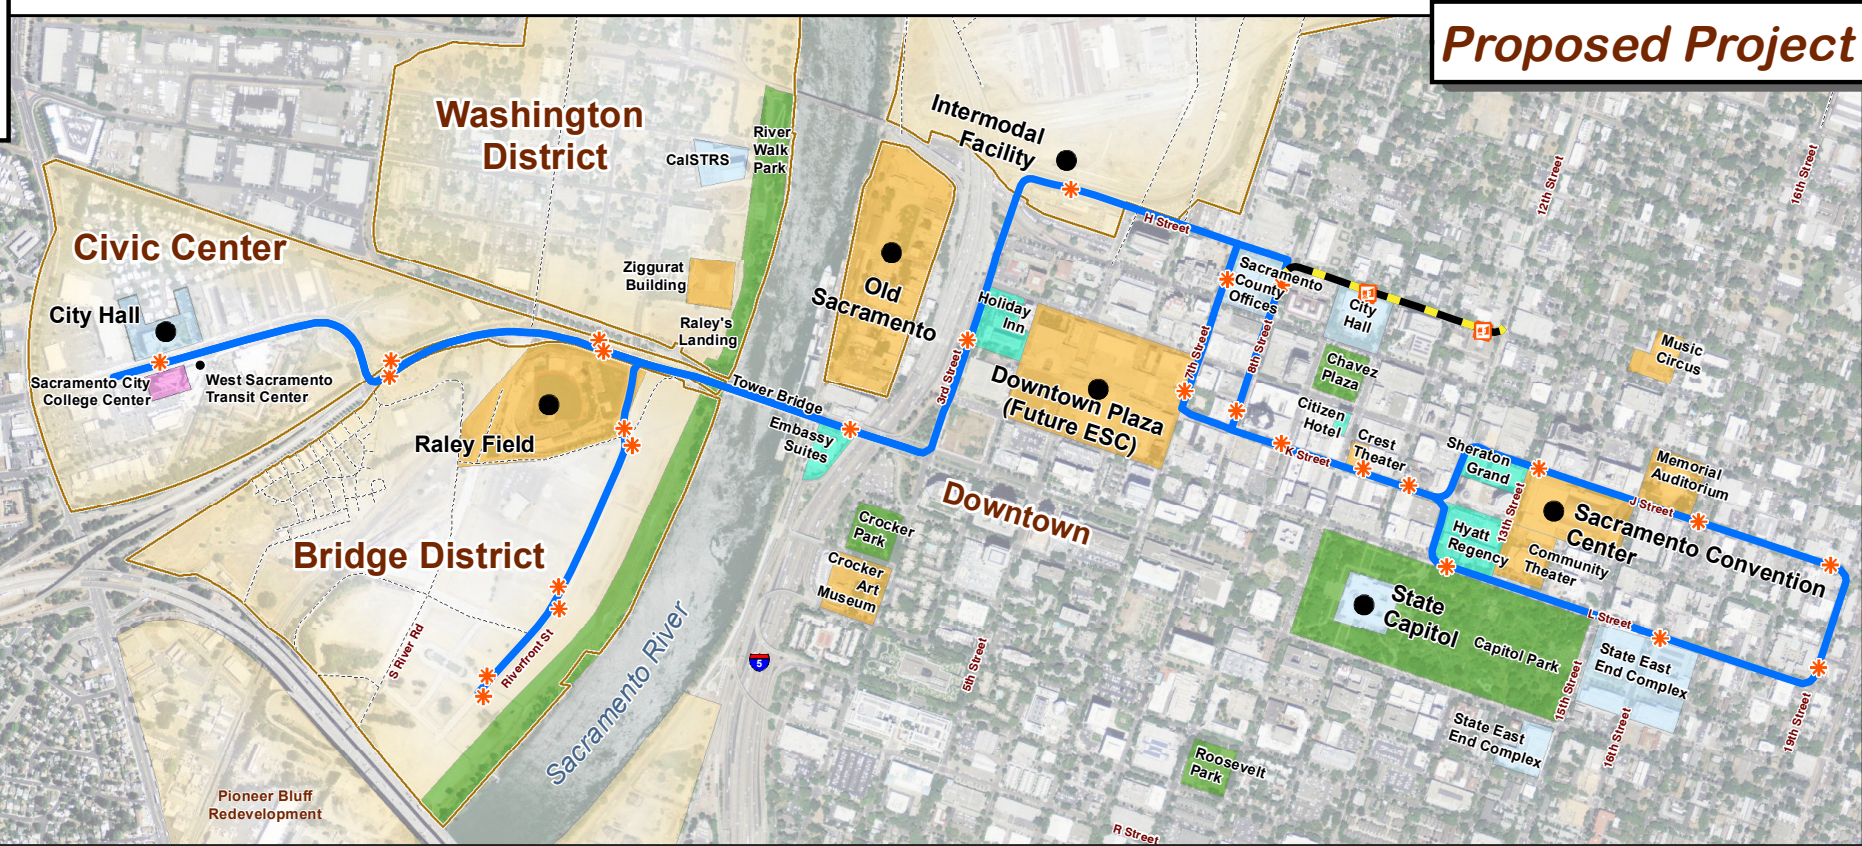 Proposed Project
Washington
District
CalSTRS
River
Walk
Park
Intermodal
Facility
12th Street
16th Street
Civic Center
City Hall
Ziggurat
Building
Raley's
Landing
Old
Sacramento
H Street
Sacramento
County
Offices
City
Hall
Holiday
Inn
7th Street
8th Street
3rd Street
Chavez
Plaza
Music
Circus
Sacramento City
College Center
West Sacramento
Transit Center
Tower Bridge
Embassy
Suites
Downtown Plaza
(Future ESC)
Citizen
Hotel
Crest
Theater
K Street
Raley Field
Sheraton
Grand
13th Street
Memorial
Auditorium
J Street
Sacramento Convention
Center
Hyatt
Regency
Community
Theater
Downtown
Crocker
Park
Crocker
Art
Museum
Bridge District
State
Capitol
Capitol Park
L Street
State East
End Complex
15th Street
16th Street
19th Street
State East
End Complex
S River Rd
Riverfront St
Sacramento River
5
5th Street
Roosevelt
Park
R Street
Pioneer Bluff
Redevelopment